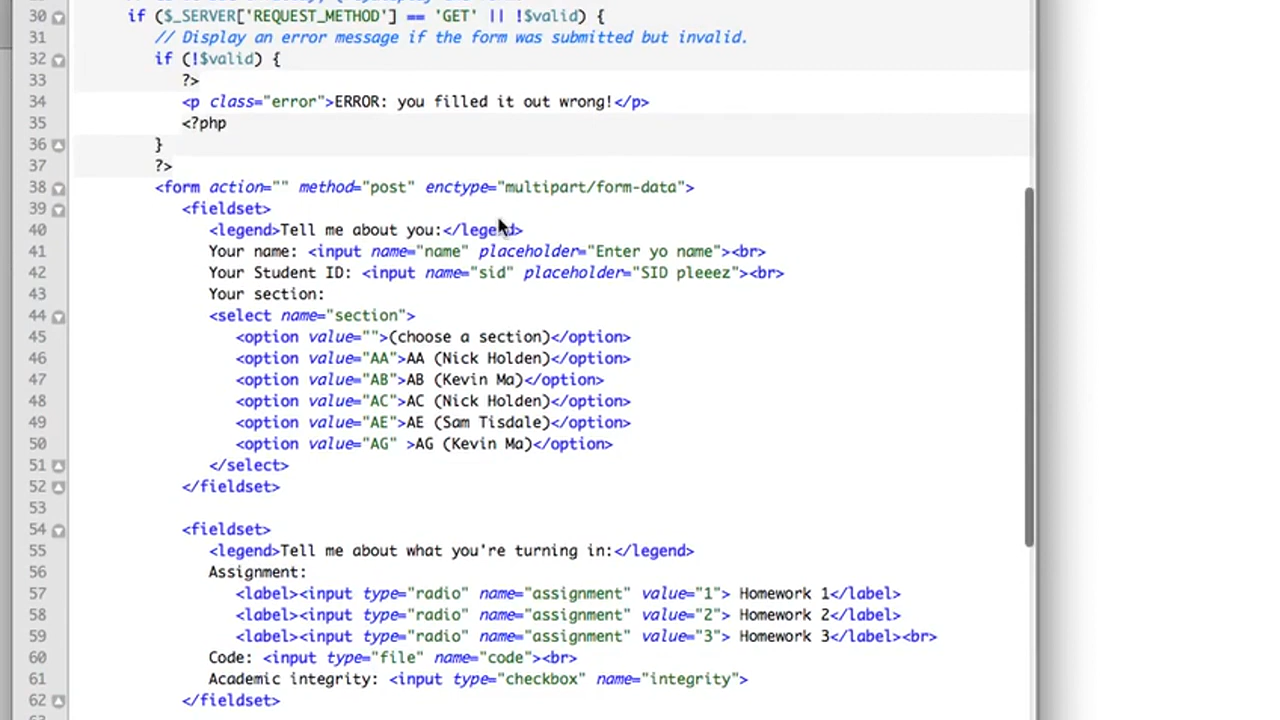 30 if ($_SERVER['REQUEST_METHOD'] == 'GET' || !$valid) {
31 // Display an error message if the form was submitted but invalid.
32 if (!$valid) {
33 ?>
34 <p class="error">ERROR: you filled it out wrong!</p>
35 <?php
36 }
37 ?>
38 <form action="" method="post" enctype="multipart/form-data">
39 <fieldset>
40 <legend>Tell me about you:</legend>
41 Your name: <input name="name" placeholder="Enter yo name"><br>
42 Your Student ID: <input name="sid" placeholder="SID pleeez"><br>
43 Your section:
44 <select name="section">
45 <option value="">(choose a section)</option>
46 <option value="AA">AA (Nick Holden)</option>
47 <option value="AB">AB (Kevin Ma)</option>
48 <option value="AC">AC (Nick Holden)</option>
49 <option value="AE">AE (Sam Tisdale)</option>
50 <option value="AG" >AG (Kevin Ma)</option>
51 </select>
52 </fieldset>
53
54 <fieldset>
55 <legend>Tell me about what you're turning in:</legend>
56 Assignment:
57 <label><input type="radio" name="assignment" value="1"> Homework 1</label>
58 <label><input type="radio" name="assignment" value="2"> Homework 2</label>
59 <label><input type="radio" name="assignment" value="3"> Homework 3</label><br>
60 Code: <input type="file" name="code"><br>
61 Academic integrity: <input type="checkbox" name="integrity">
62 </fieldset>